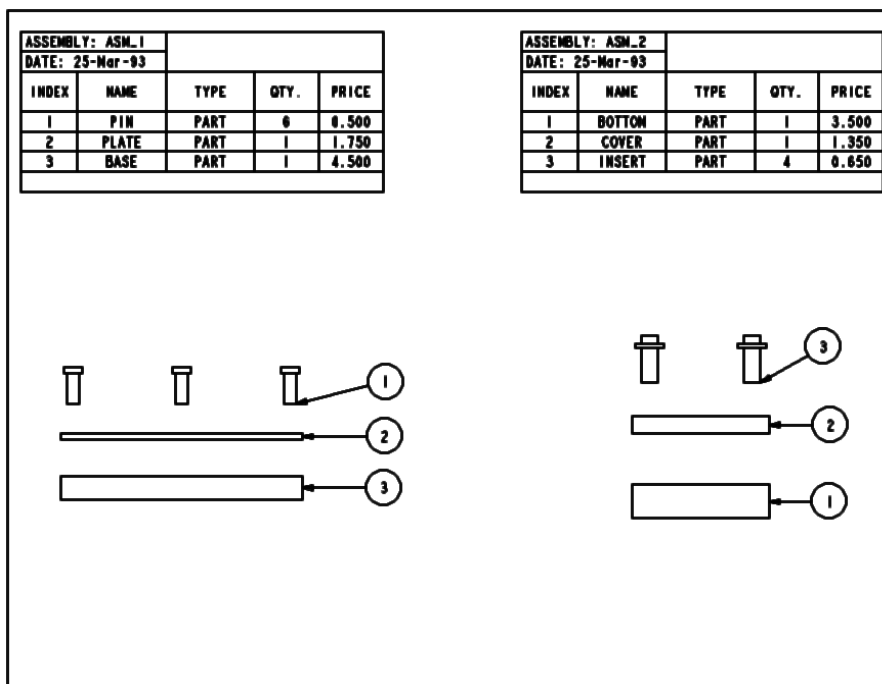 ASSEMBLY: ASM_1
DATE: 25-Mar-93
INDEX NAME TYPE QTY. PRICE
1 PIN PART 6 0.500
2 PLATE PART 1 1.750
3 BASE PART 1 4.500
ASSEMBLY: ASM_2
DATE: 25-Mar-93
INDEX NAME TYPE QTY. PRICE
1 BOTTOM PART 1 3.500
2 COVER PART 1 1.350
3 INSERT PART 4 0.650
1
2
3
3
2
1